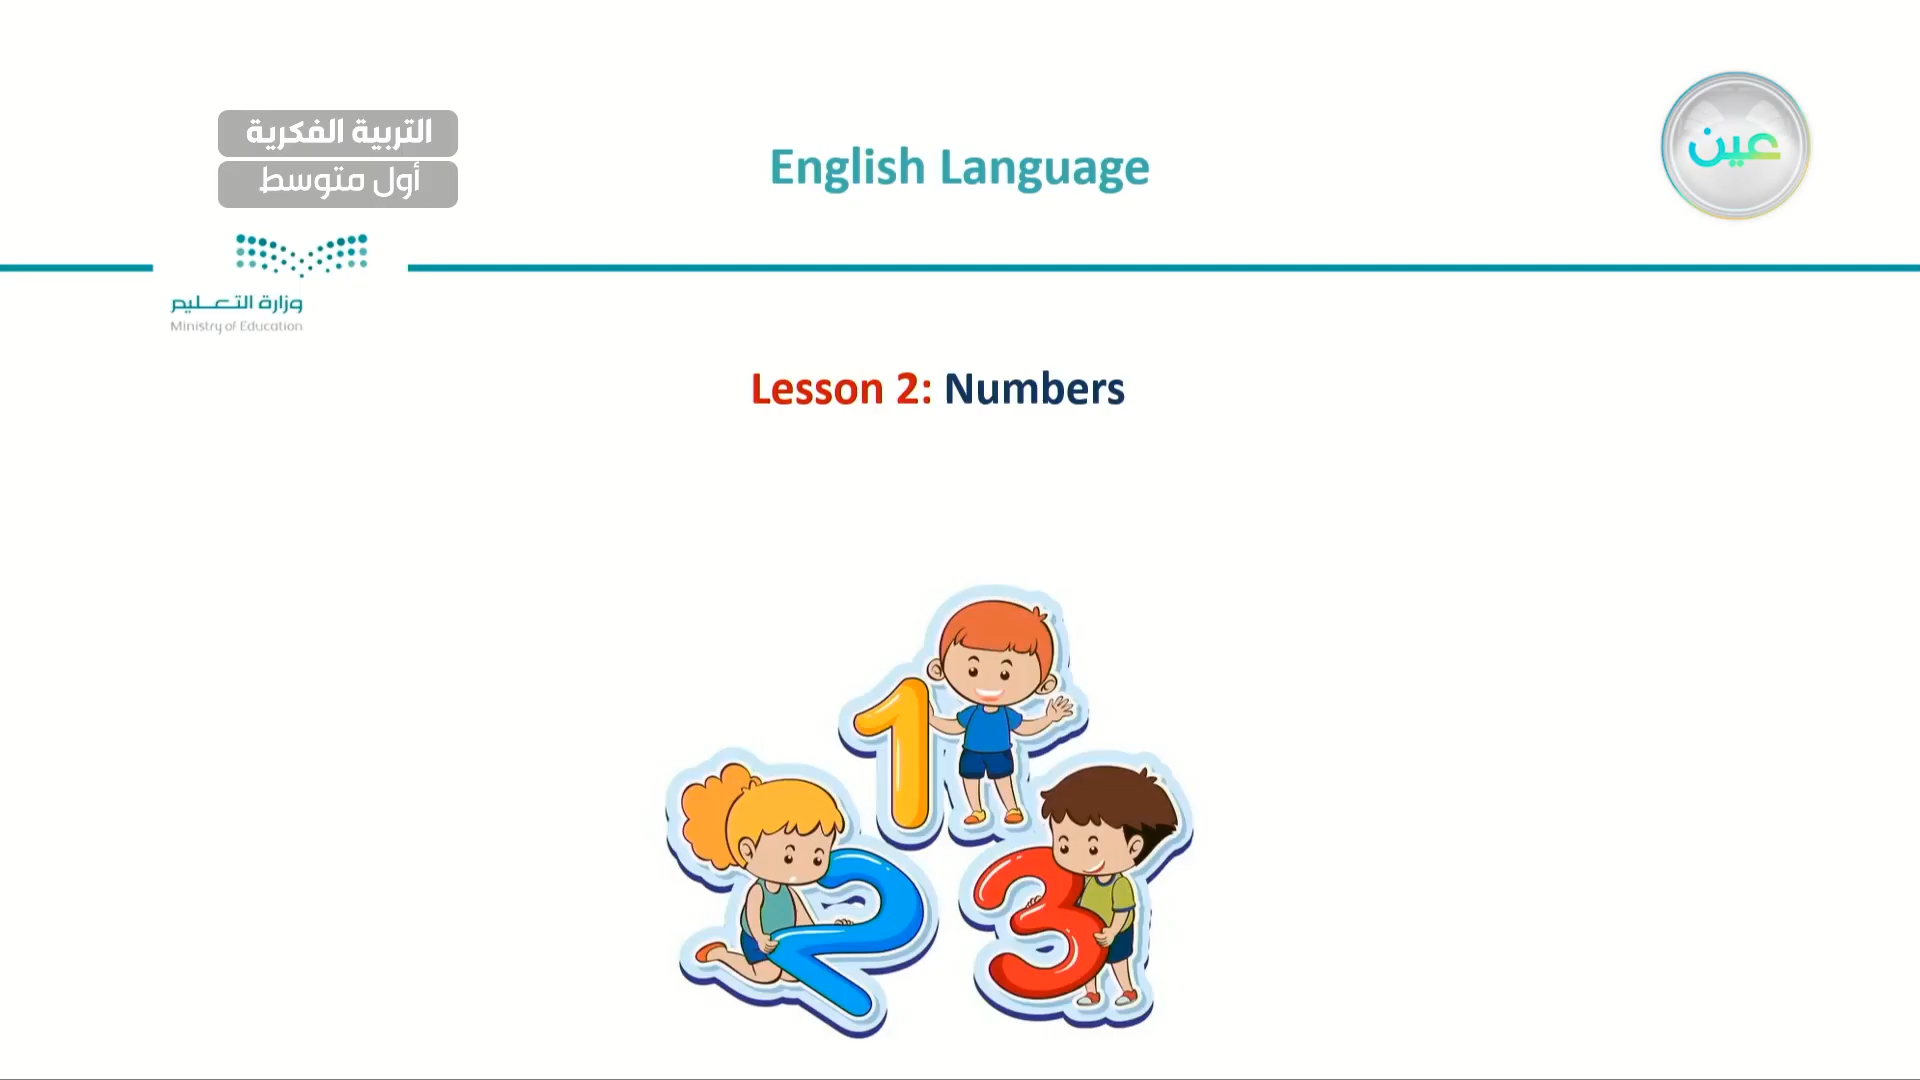 التربية الفكرية
أول متوسط
English Language
عين
وزارة التعليم
Ministry of Education
Lesson 2: Numbers
1
2
3